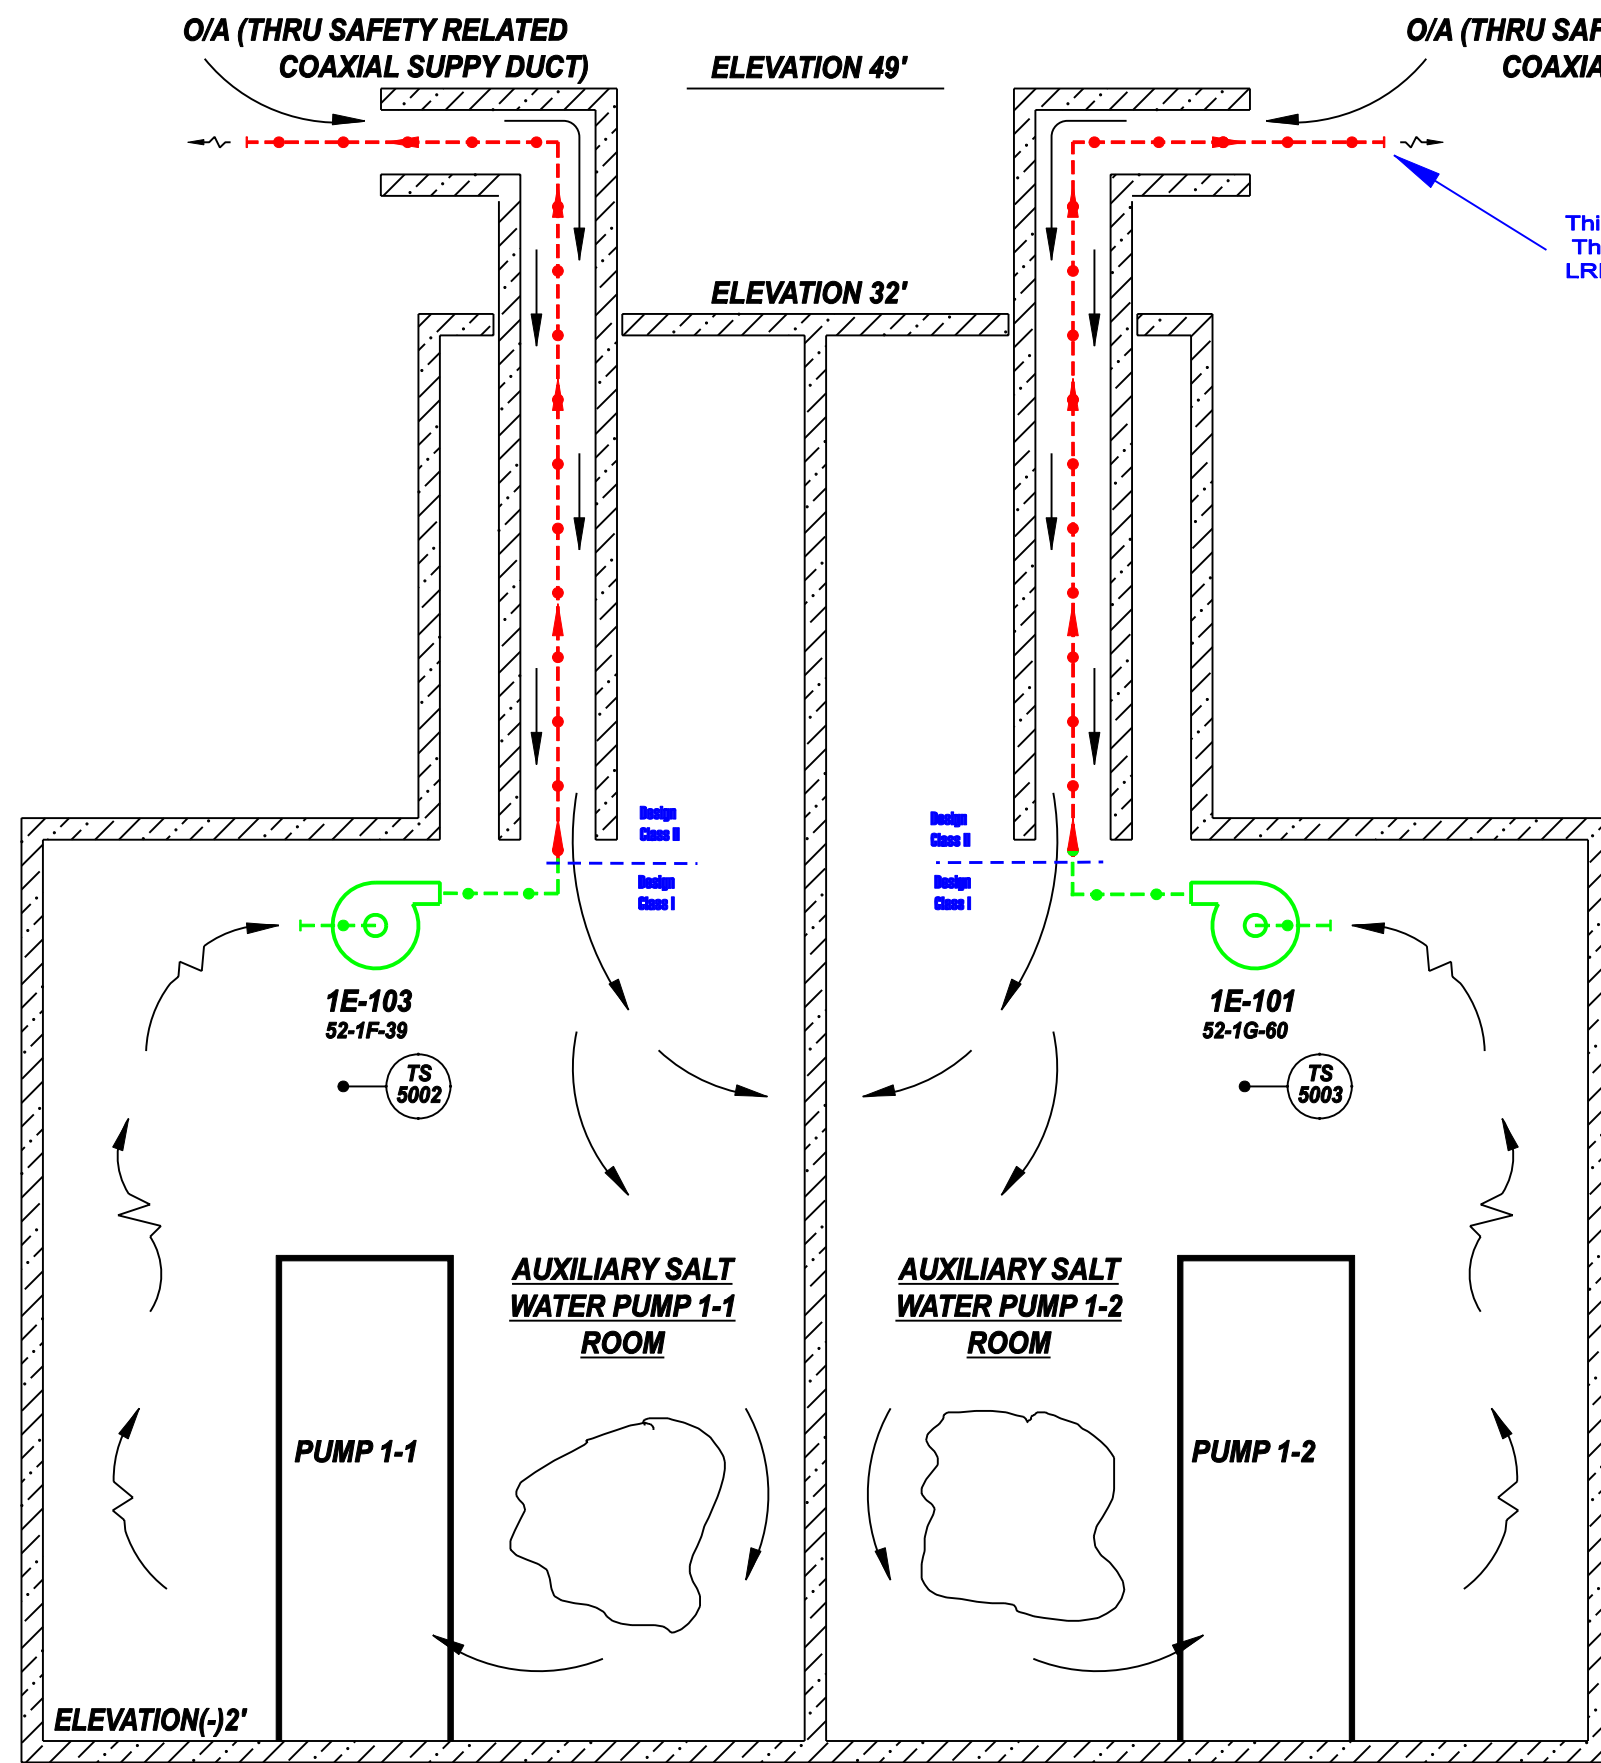 O/A (THRU SAFETY RELATED
COAXIAL SUPPY DUCT)
ELEVATION 49'
O/A (THRU
ELEVATION 32'
Design
Class II
Design
Class I
Design
Class II
Design
Class I
1E-103
52-1F-39
TS
5002
1E-101
52-1G-60
TS
5003
AUXILIARY SALT
WATER PUMP 1-1
ROOM
AUXILIARY SALT
WATER PUMP 1-2
ROOM
PUMP 1-1
PUMP 1-2
ELEVATION(-)2'